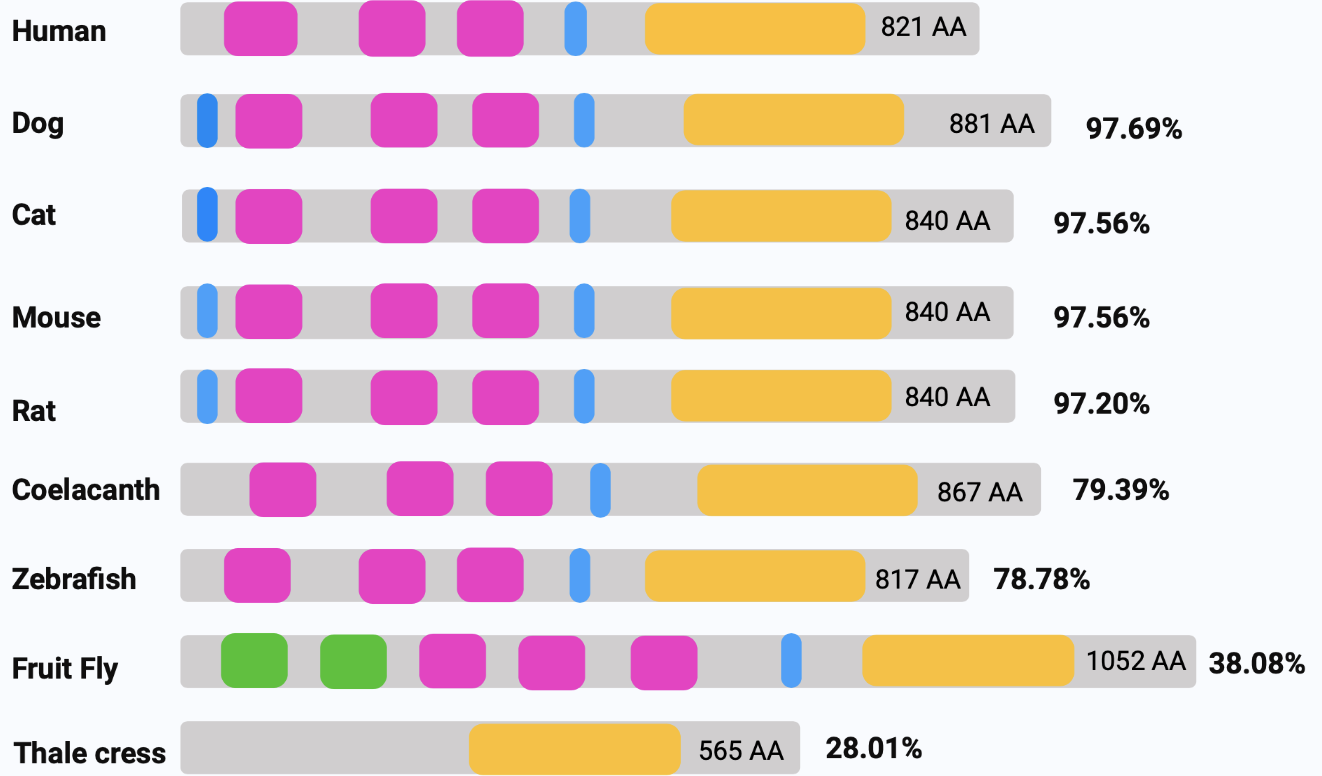 Human 821 AA
Dog 881 AA 97.69%
Cat 840 AA 97.56%
Mouse 840 AA 97.56%
Rat 840 AA 97.20%
Coelacanth 867 AA 79.39%
Zebrafish 817 AA 78.78%
Fruit Fly 1052 AA 38.08%
Thale cress 565 AA 28.01%